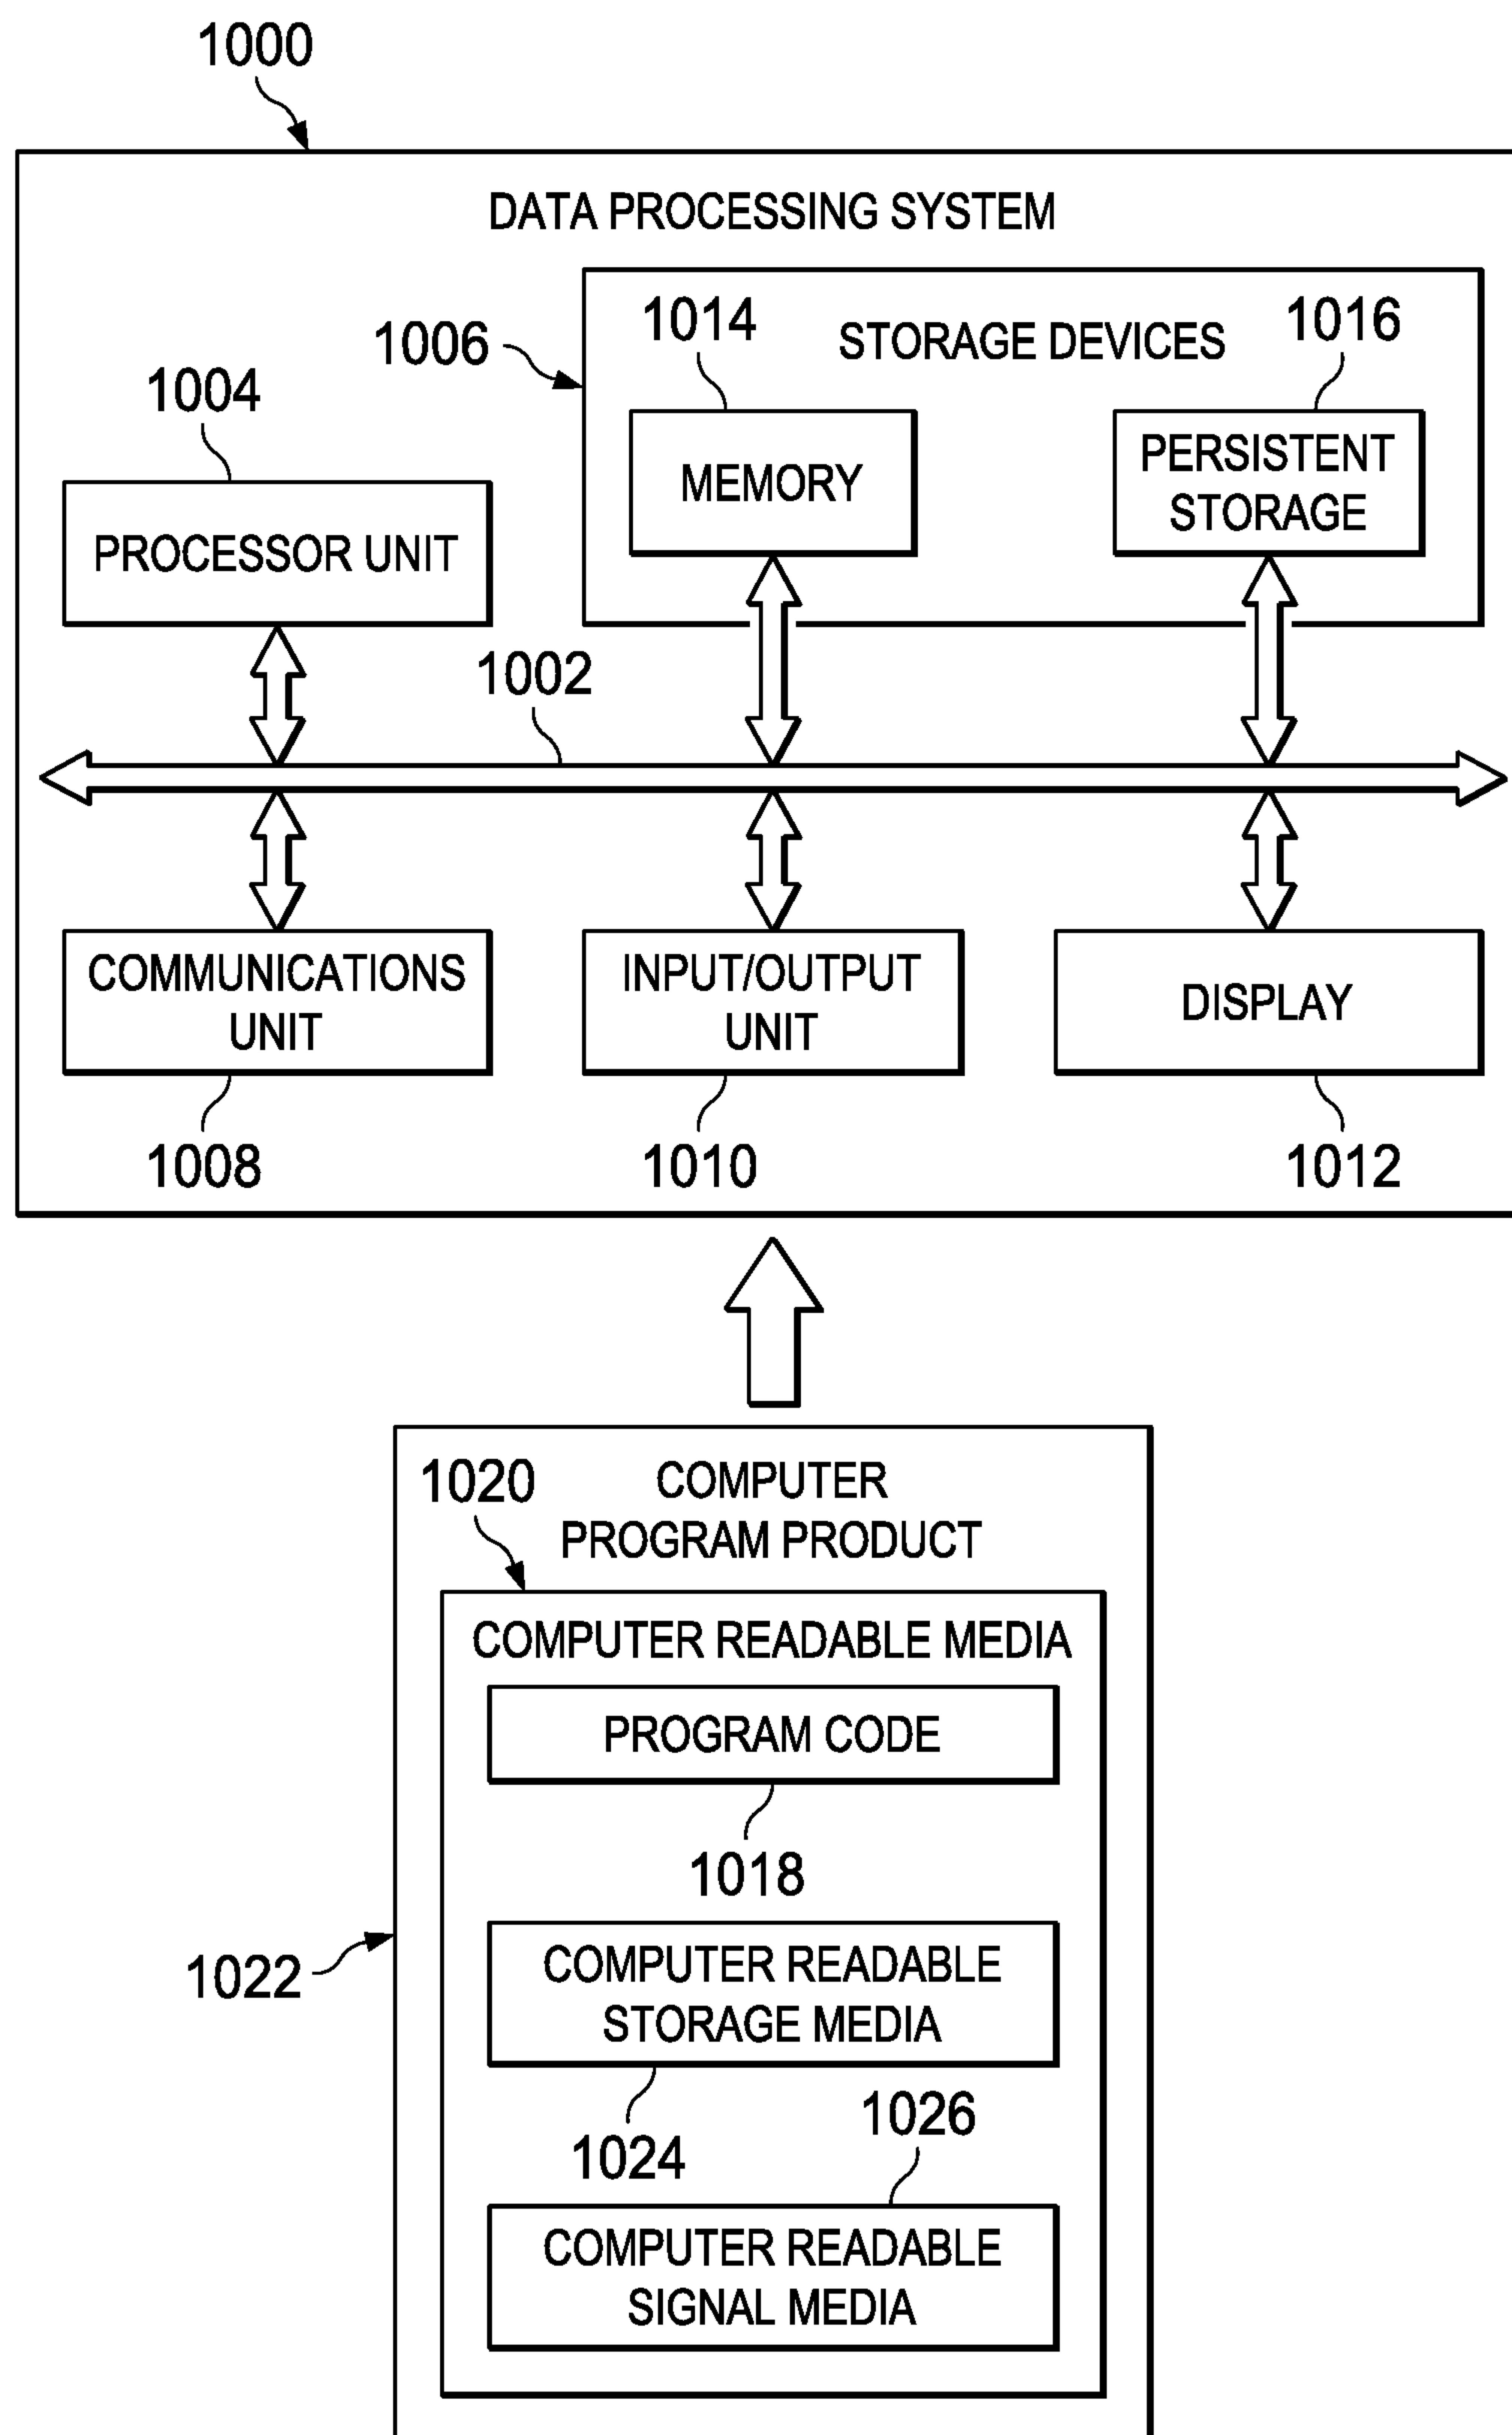 1000
DATA PROCESSING SYSTEM
1006
1014
STORAGE DEVICES
1016
1004
MEMORY
PERSISTENT
STORAGE
PROCESSOR UNIT
1002
COMMUNICATIONS
UNIT
INPUT/OUTPUT
UNIT
DISPLAY
1008
1010
1012
1020
COMPUTER
PROGRAM PRODUCT
COMPUTER READABLE MEDIA
PROGRAM CODE
1018
1022
COMPUTER READABLE
STORAGE MEDIA
1024
1026
COMPUTER READABLE
SIGNAL MEDIA